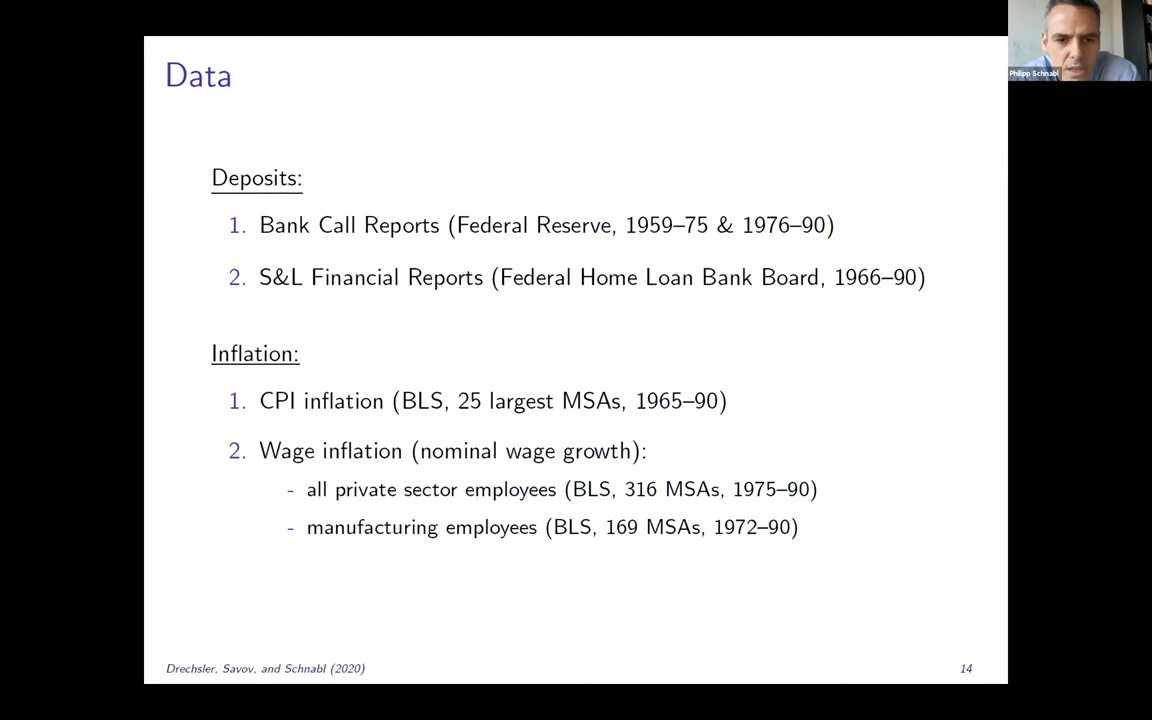 Data
Philipp Schnabl
Deposits:
1. Bank Call Reports (Federal Reserve, 1959–75 & 1976–90)
2. S&L Financial Reports (Federal Home Loan Bank Board, 1966–90)
Inflation:
1. CPI inflation (BLS, 25 largest MSAs, 1965–90)
2. Wage inflation (nominal wage growth):
- all private sector employees (BLS, 316 MSAs, 1975–90)
- manufacturing employees (BLS, 169 MSAs, 1972–90)
Drechsler, Savov, and Schnabl (2020)
14